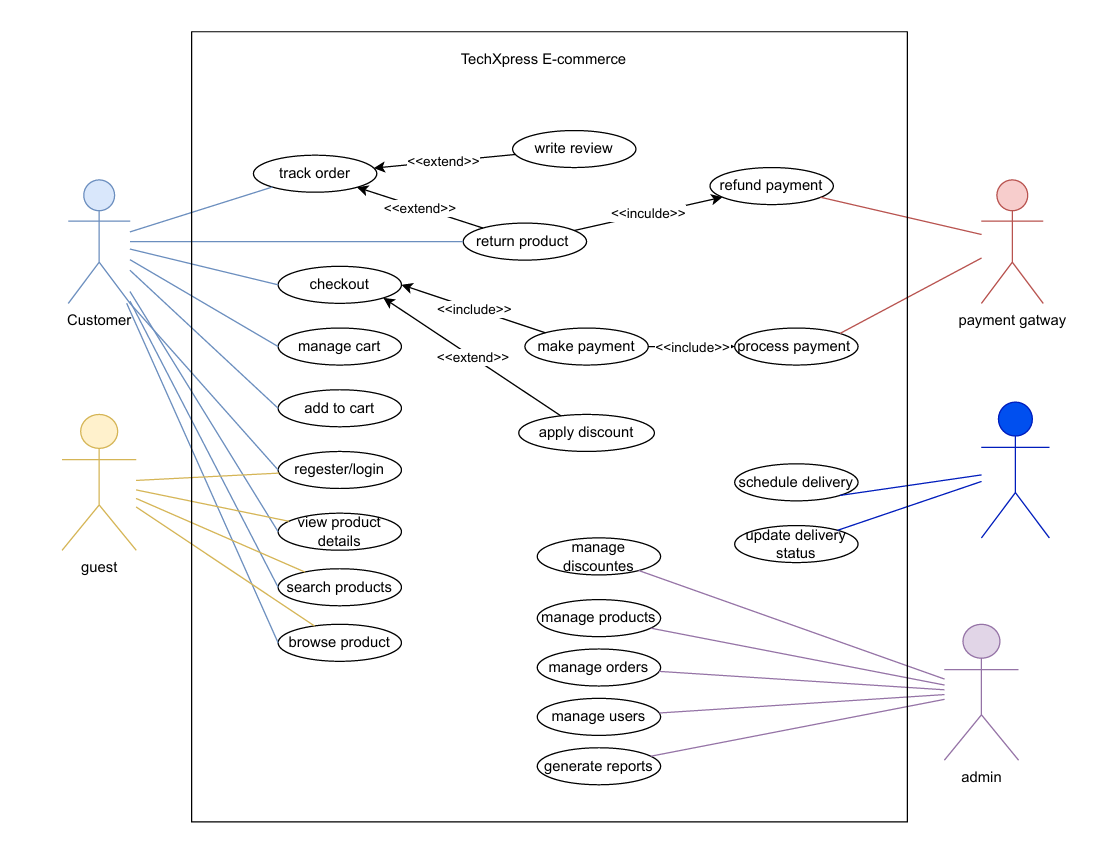 TechXpress E-commerce
write review
<<extend>>
track order
refund payment
<<extend>>
<<inculde>>
return product
checkout
<<include>>
Customer
payment gatway
manage cart
make payment
<<include>>
process payment
<<extend>>
add to cart
apply discount
regester/login
schedule delivery
view product
details
update delivery
status
manage
discountes
guest
search products
manage products
browse product
manage orders
manage users
generate reports
admin